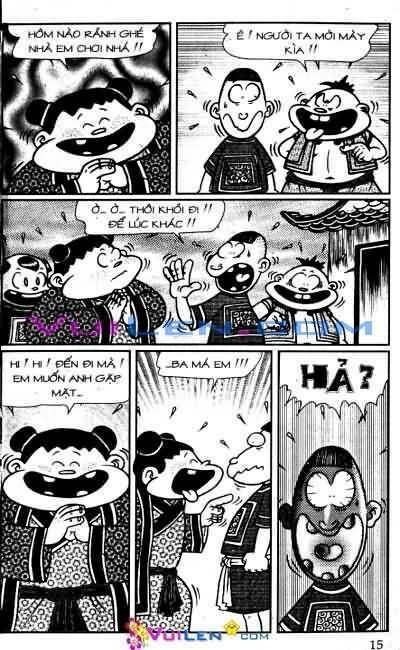 HÔM NÀO RẢNH GHÉ
NHÀ EM CHƠI NHÁ !!
Ê ! NGƯỜI TA MỜI MÀY
KÌA !!
Ờ... Ờ... THÔI KHỎI ĐI
ĐỂ LÚC KHÁC !!
VUILEN.COM
HI ! HI ! ĐẾN ĐI MÀ !
EM MUỐN ANH GẶP
MẶT...
...BA MÁ EM !!!
HẢ?
15
VUILEN.COM